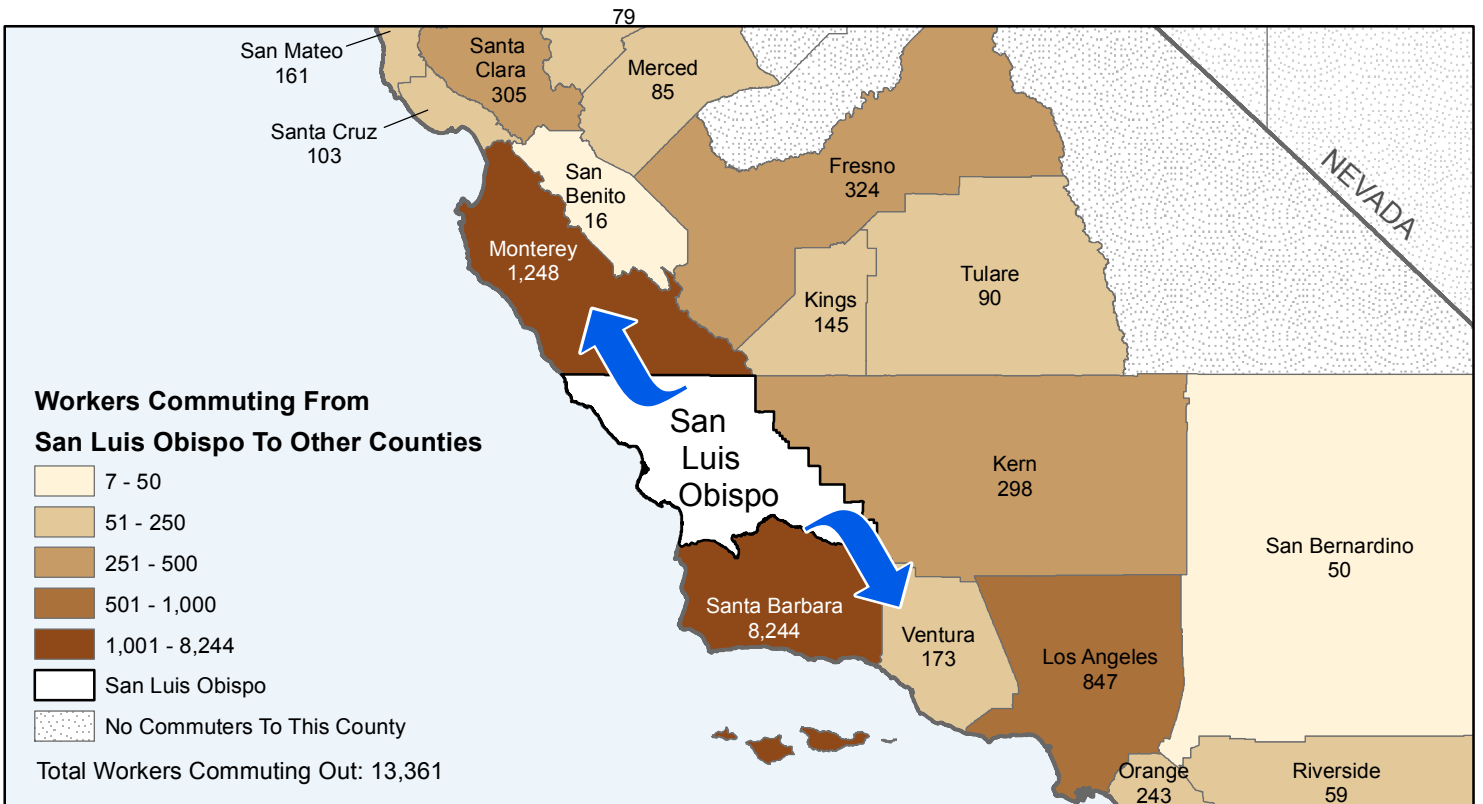 79
San Mateo
161
Santa
Clara
305
Merced
85
Santa Cruz
103
San
Benito
16
Fresno
324
NEVADA
Monterey
1,248
Kings
145
Tulare
90
San
Luis
Obispo
Kern
298
San Bernardino
50
Santa Barbara
8,244
Ventura
173
Los Angeles
847
Orange
243
Riverside
59
Workers Commuting From
San Luis Obispo To Other Counties
7 - 50
51 - 250
251 - 500
501 - 1,000
1,001 - 8,244
San Luis Obispo
No Commuters To This County
Total Workers Commuting Out: 13,361